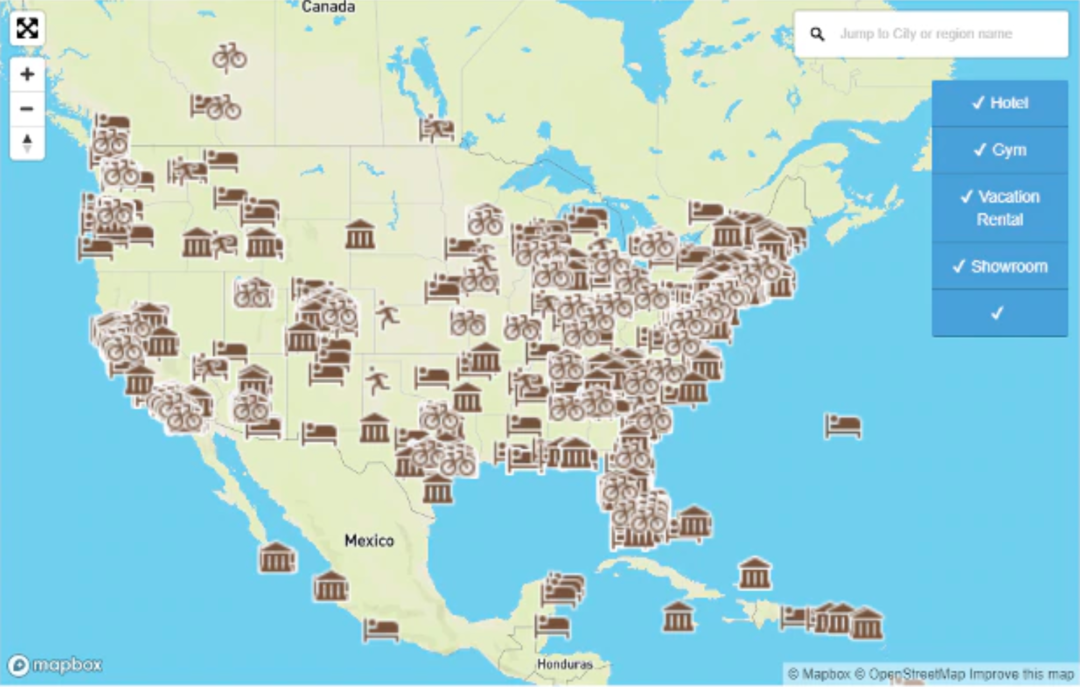 Canada
Jump to City or region name
✓ Hotel
✓ Gym
✓ Vacation
Rental
✓ Showroom
✓
Mexico
Honduras
mapbox
© Mapbox © OpenStreetMap Improve this map